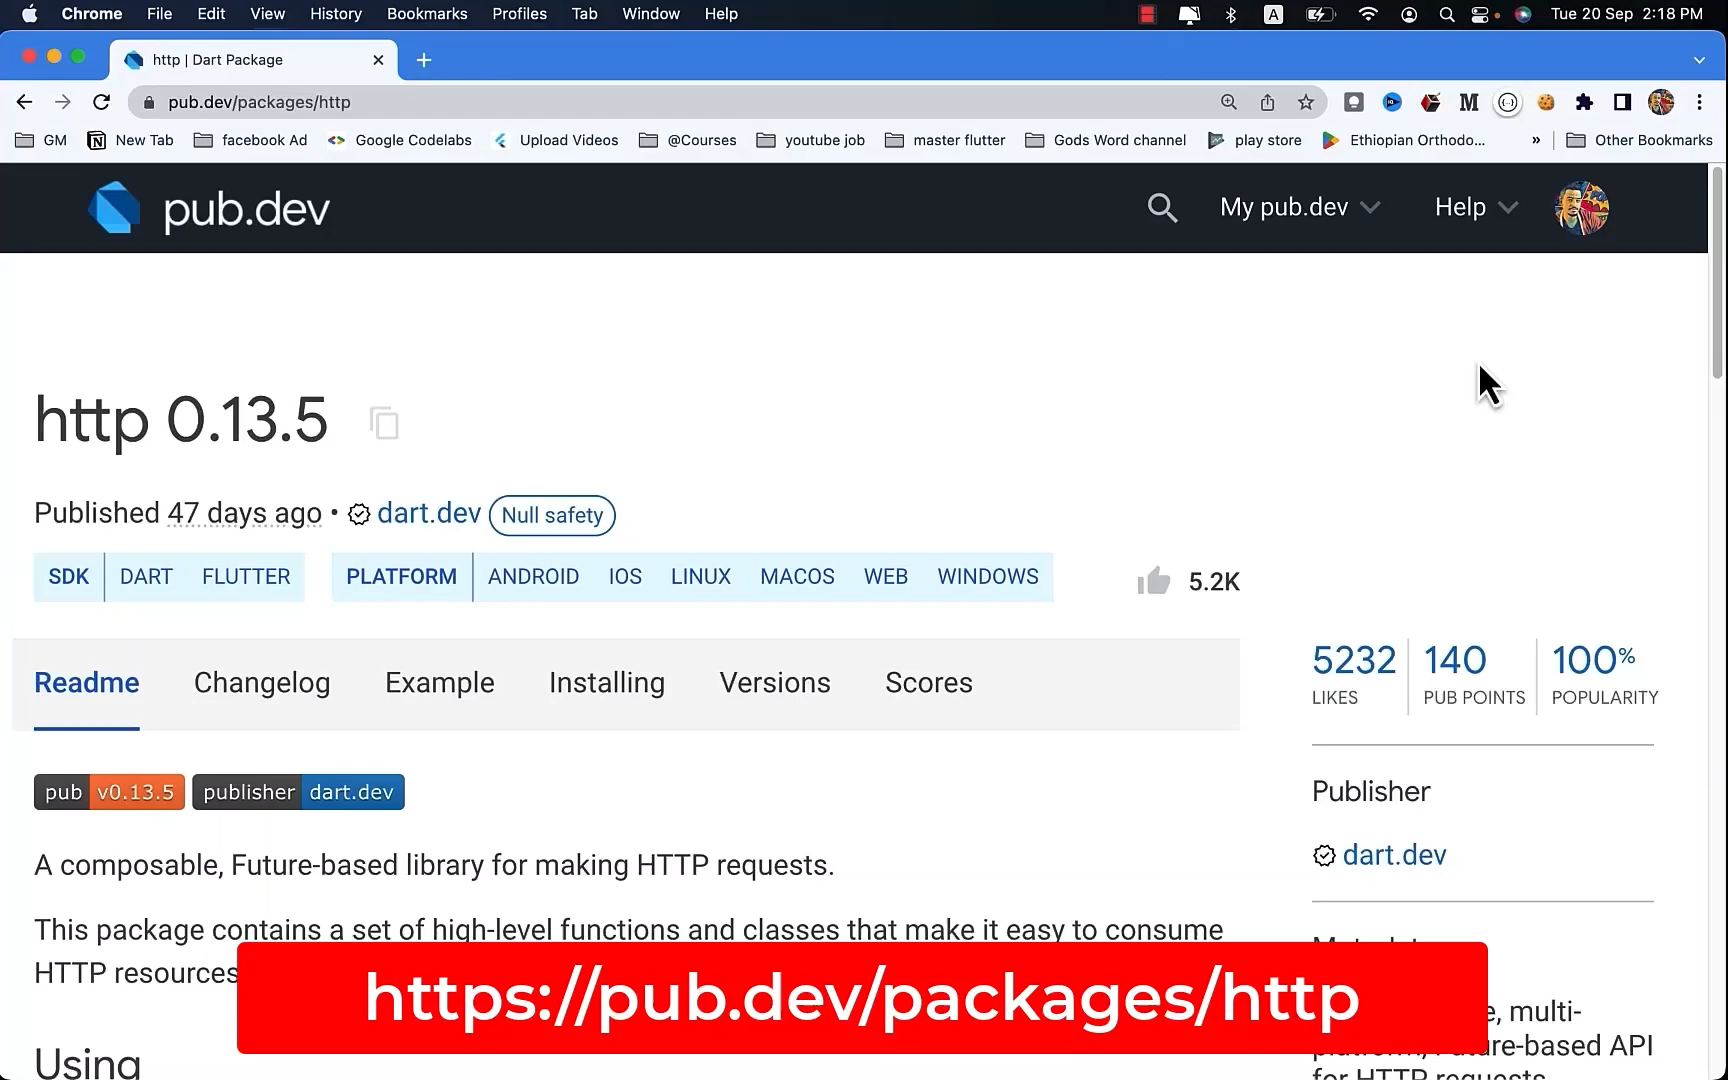 Chrome File Edit View History Bookmarks Profiles Tab Window Help A Tue 20 Sep 2:18 PM
http | Dart Package
pub.dev/packages/http
GM New Tab facebook Ad Google Codelabs Upload Videos @Courses youtube job master flutter Gods Word channel play store Ethiopian Orthodo... » Other Bookmarks
pub.dev My pub.dev Help
http 0.13.5
Published 47 days ago • dart.dev Null safety
SDK DART FLUTTER PLATFORM ANDROID IOS LINUX MACOS WEB WINDOWS 5.2K
Readme Changelog Example Installing Versions Scores
5232 LIKES
140 PUB POINTS
100% POPULARITY
pub v0.13.5 publisher dart.dev
Publisher
dart.dev
A composable, Future-based library for making HTTP requests.
This package contains a set of high-level functions and classes that make it easy to consume
HTTP resources
https://pub.dev/packages/http
multi-
API
for HTTP requests
Using